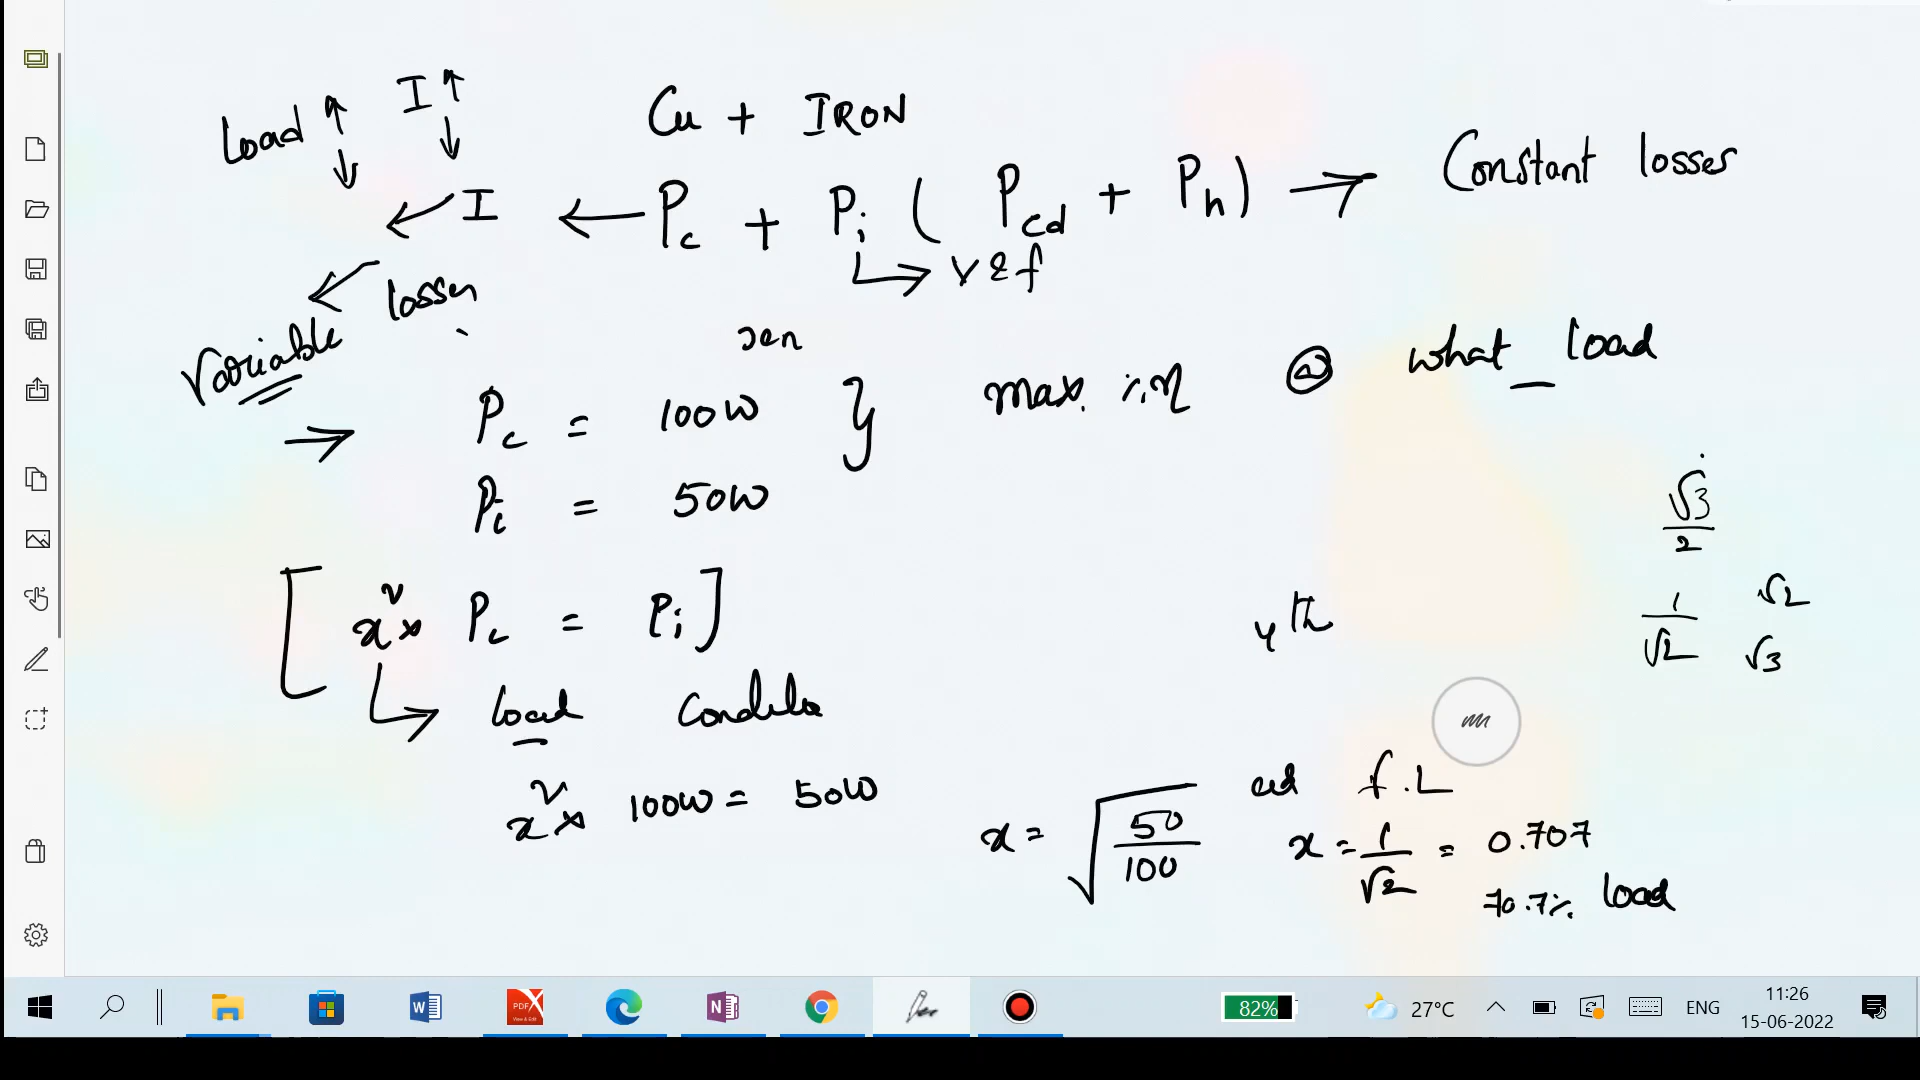 Load ↑ ↓ I ↑ ↓
Cu + IRON
I ← Pc + Pi ( Pcd + Ph ) → Constant losses
→ V & f
Variable losses
→ Pc = 100W } max. % η @ what load
Pi = 50W
√3/2
[ x² × Pc = Pi ]
1/√2 √2
√3
→ Load
x² × 100W = 50W
x = √(50/100) f.L
x = 1/√2 = 0.707
70.7% load
82%
27°C
ENG
11:26
15-06-2022